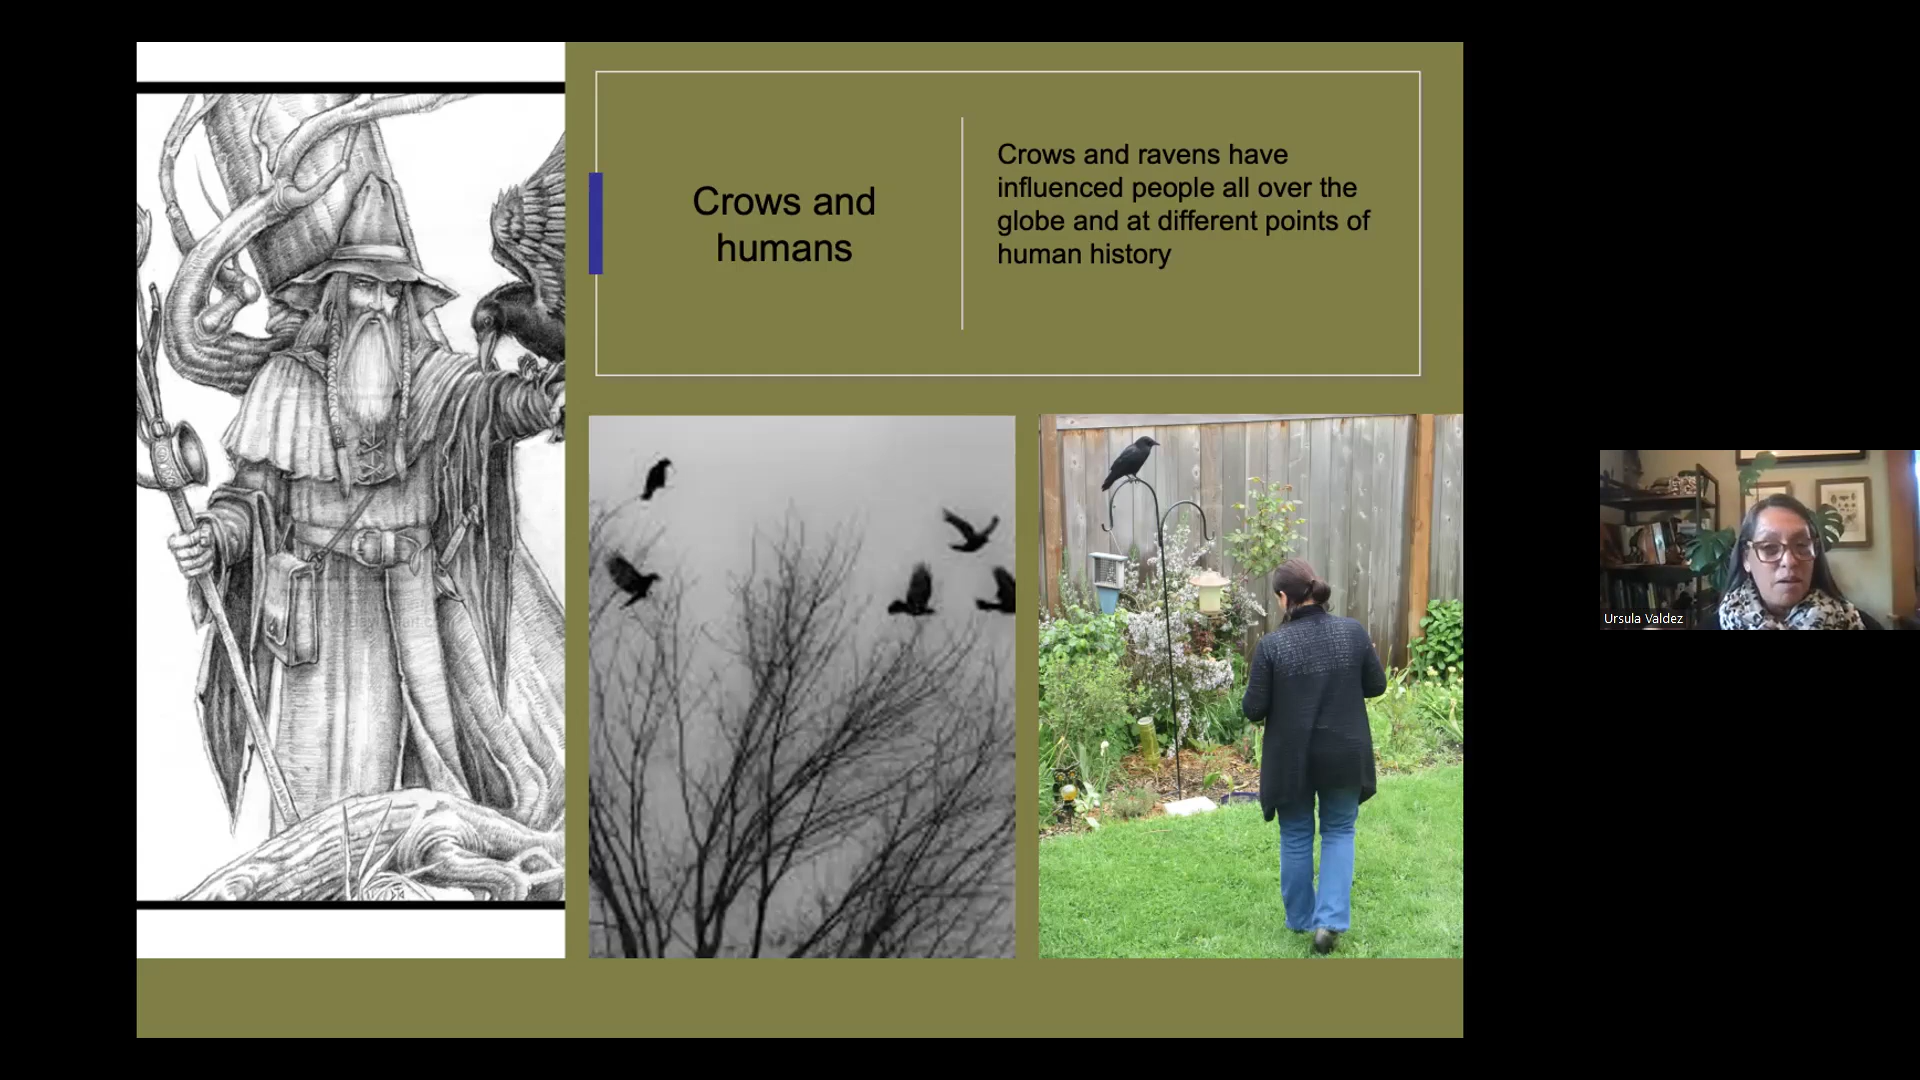 Crows and
humans
Crows and ravens have
influenced people all over the
globe and at different points of
human history
Ursula Valdez